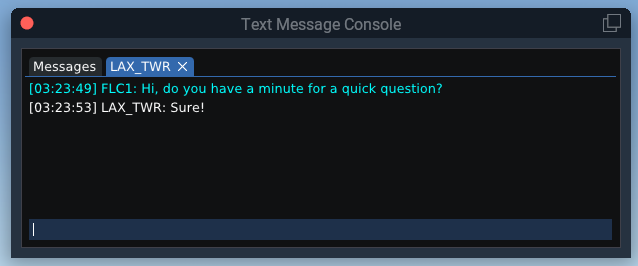 Text Message Console
Messages LAX_TWR
[03:23:49] FLC1: Hi, do you have a minute for a quick question?
[03:23:53] LAX_TWR: Sure!